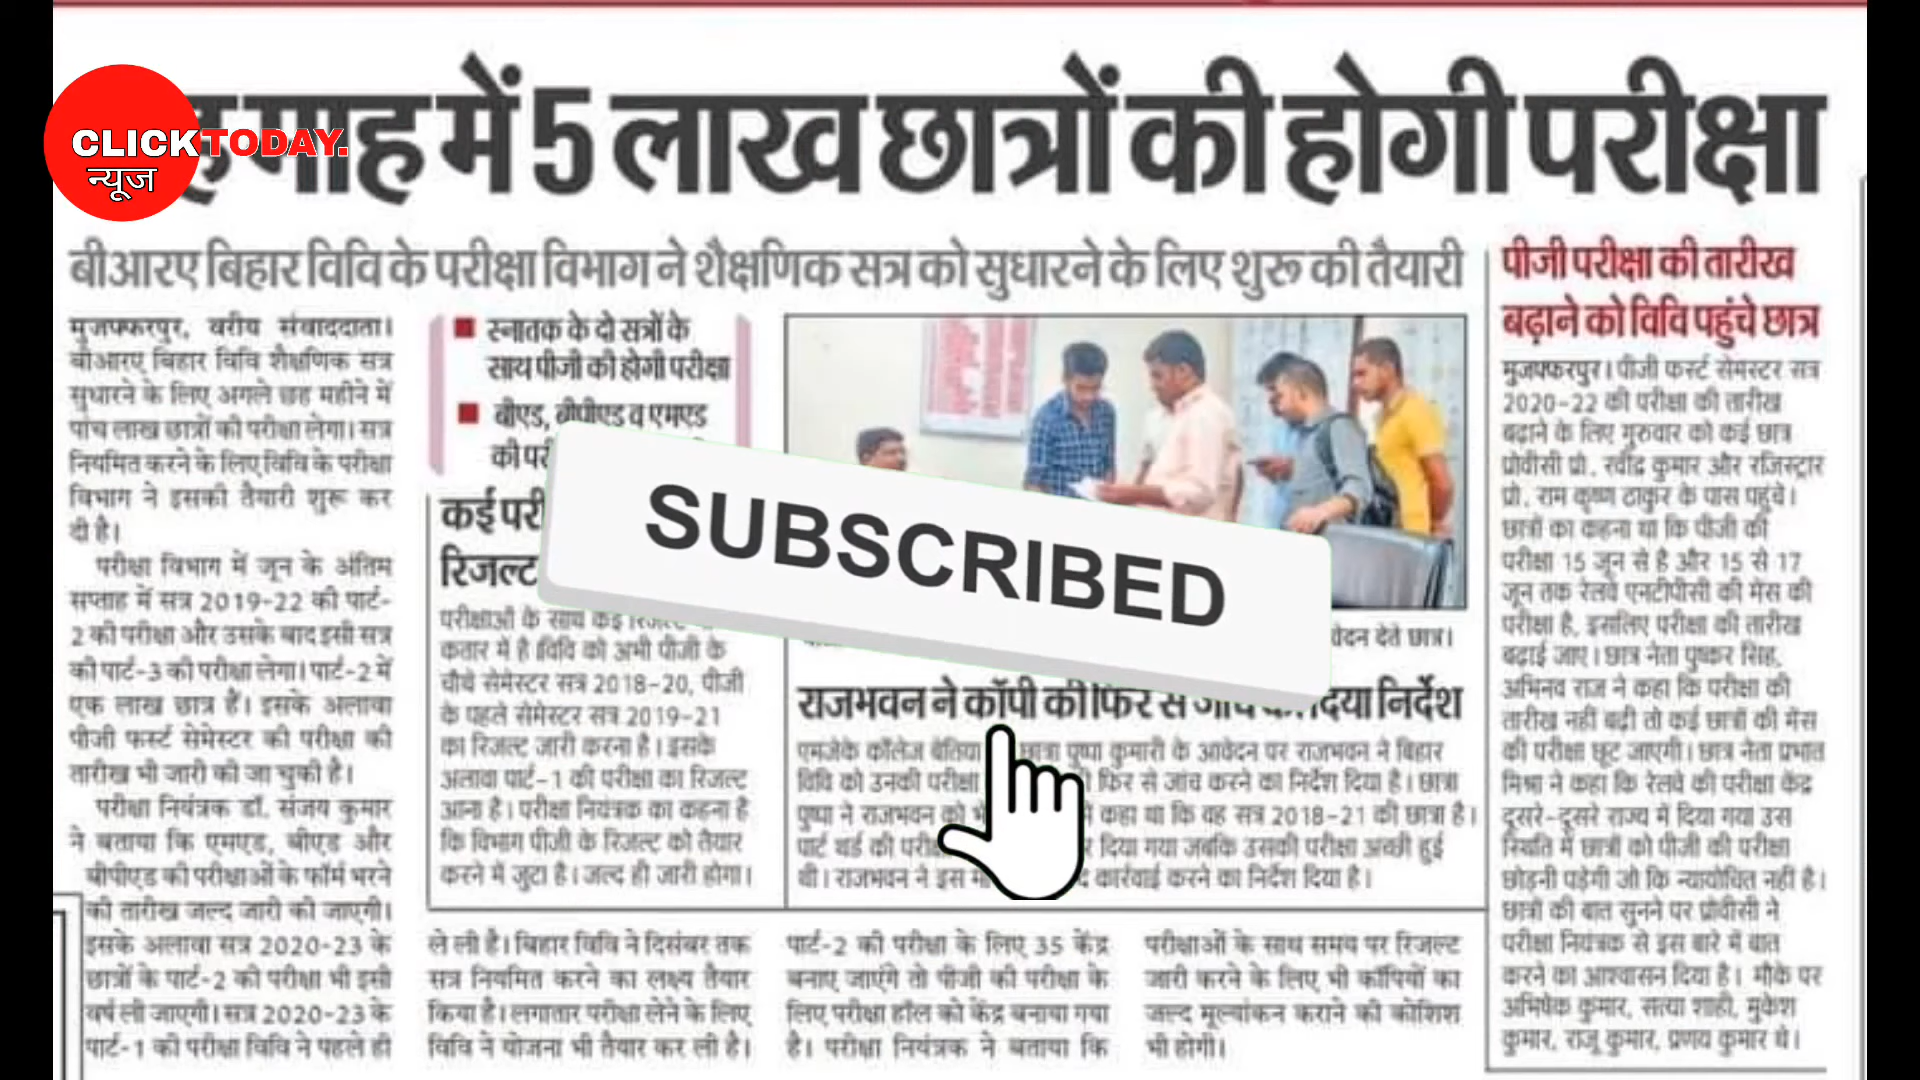 CLICKTODAY.
न्यूज
माह में 5 लाख छात्रों की होगी परीक्षा
बीआरए बिहार विवि के परीक्षा विभाग ने शैक्षणिक सत्र को सुधारने के लिए शुरू की तैयारी
मुजफ्फरपुर, वरीय संवाददाता।
बीआरए बिहार विवि शैक्षणिक सत्र
सुधारने के लिए अगले छह महीने में
पांच लाख छात्रों की परीक्षा लेगा। सत्र
नियमित करने के लिए विवि के परीक्षा
विभाग ने इसकी तैयारी शुरू कर
दी है।
परीक्षा विभाग में जून के अंतिम
सप्ताह में सत्र 2019-22 की पार्ट-
2 की परीक्षा और उसके बाद इसी सत्र
की पार्ट-3 की परीक्षा लेगा। पार्ट-2 में
एक लाख छात्र हैं। इसके अलावा
पीजी फर्स्ट सेमेस्टर की परीक्षा की
तारीख भी जारी की जा चुकी है।
परीक्षा नियंत्रक डॉ. संजय कुमार
ने बताया कि एमएड, बीएड और
बीपीएड की परीक्षाओं के फॉर्म भरने
की तारीख जल्द जारी की जाएगी।
इसके अलावा सत्र 2020-23 के
छात्रों के पार्ट-2 की परीक्षा भी इसी
वर्ष ली जाएगी। सत्र 2020-23 के
पार्ट-1 की परीक्षा विवि ने पहले ही
स्नातक के दो सत्रों के
साथ पीजी की होगी परीक्षा
बीएड, बीपीएड व एमएड
की
कई
रिजल्ट
परीक्षाओं के साथ कई रिजल्ट
कतार में है। विवि को अभी पीजी के
चौथे सेमेस्टर सत्र 2018-20, पीजी
के पहले सेमेस्टर सत्र 2019-21
का रिजल्ट जारी करना है। इसके
अलावा पार्ट-1 की परीक्षा का रिजल्ट
आना है। परीक्षा नियंत्रक का कहना है
कि विभाग पीजी के रिजल्ट को तैयार
करने में जुटा है। जल्द ही जारी होगा।
SUBSCRIBED
देते छात्र।
राजभवन ने कॉपी की फिर से दिया निर्देश
एमजेके कॉलेज बेतिया छात्रा पुष्पा कुमारी के आवेदन पर राजभवन ने बिहार
विवि को उनकी परीक्षा फिर से जांच करने का निर्देश दिया है। छात्रा
पुष्पा ने राजभवन को कहा था कि वह सत्र 2018-21 की छात्रा है।
पार्ट थर्ड की दिया गया जबकि उसकी परीक्षा अच्छी हुई
थी। राजभवन ने इस कार्रवाई करने का निर्देश दिया है।
ले ली है। बिहार विवि ने दिसंबर तक
सत्र नियमित करने का लक्ष्य तैयार
किया है। लगातार परीक्षा लेने के लिए
विवि ने योजना भी तैयार कर ली है।
पार्ट-2 की परीक्षा के लिए 35 केंद्र
बनाए जाएंगे तो पीजी की परीक्षा के
लिए परीक्षा हॉल को केंद्र बनाया गया
है। परीक्षा नियंत्रक ने बताया कि
परीक्षाओं के साथ समय पर रिजल्ट
जारी करने के लिए भी कॉपियों का
जल्द मूल्यांकन कराने की कोशिश
भी होगी।
पीजी परीक्षा की तारीख
बढ़ाने को विवि पहुंचे छात्र
मुजफ्फरपुर। पीजी फर्स्ट सेमेस्टर सत्र
2020-22 की परीक्षा की तारीख
बढ़ाने के लिए गुरुवार को कई छात्र
प्रोवीसी प्रो. रवींद्र कुमार और रजिस्ट्रार
प्रो. राम कृष्ण ठाकुर के पास पहुंचे।
छात्रों का कहना था कि पीजी की
परीक्षा 15 जून से है और 15 से 17
जून तक रेलवे एनटीपीसी की मेंस की
परीक्षा है, इसलिए परीक्षा की तारीख
बढ़ाई जाए। छात्र नेता पुष्कर सिंह,
अभिनव राज ने कहा कि परीक्षा की
तारीख नहीं बढ़ी तो कई छात्रों की मेंस
की परीक्षा छूट जाएगी। छात्र नेता प्रभात
मिश्रा ने कहा कि रेलवे की परीक्षा केंद्र
दूसरे-दूसरे राज्य में दिया गया उस
स्थिति में छात्रों को पीजी की परीक्षा
छोड़नी पड़ेगी जो कि न्यायोचित नहीं है।
छात्रों की बात सुनने पर प्रोवीसी ने
परीक्षा नियंत्रक से इस बारे में बात
करने का आश्वासन दिया है। मौके पर
अभिषेक कुमार, सत्या शाही, मुकेश
कुमार, राजू कुमार, प्रणव कुमार थे।